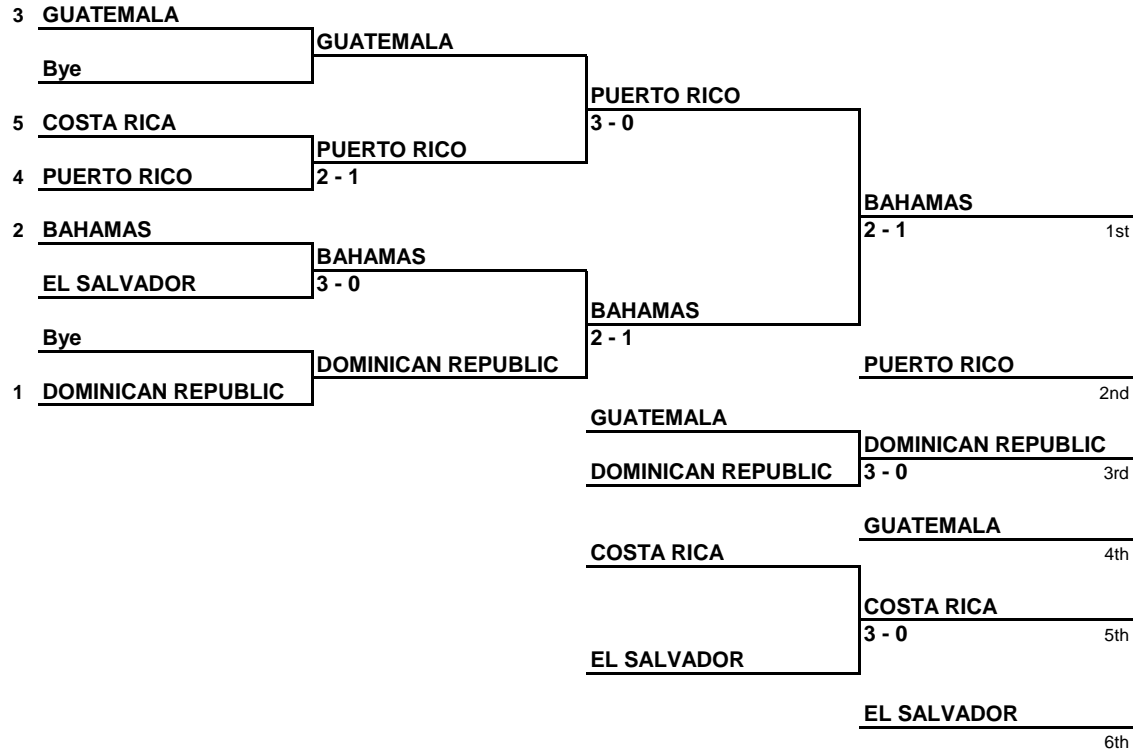 3 GUATEMALA
GUATEMALA
Bye
PUERTO RICO
5 COSTA RICA
3 - 0
PUERTO RICO
4 PUERTO RICO
2 - 1
BAHAMAS
2 BAHAMAS
2 - 1 1st
BAHAMAS
EL SALVADOR
3 - 0
BAHAMAS
Bye
2 - 1
DOMINICAN REPUBLIC
PUERTO RICO
1 DOMINICAN REPUBLIC
2nd
GUATEMALA
DOMINICAN REPUBLIC
DOMINICAN REPUBLIC
3 - 0 3rd
GUATEMALA
COSTA RICA
4th
COSTA RICA
3 - 0 5th
EL SALVADOR
EL SALVADOR
6th